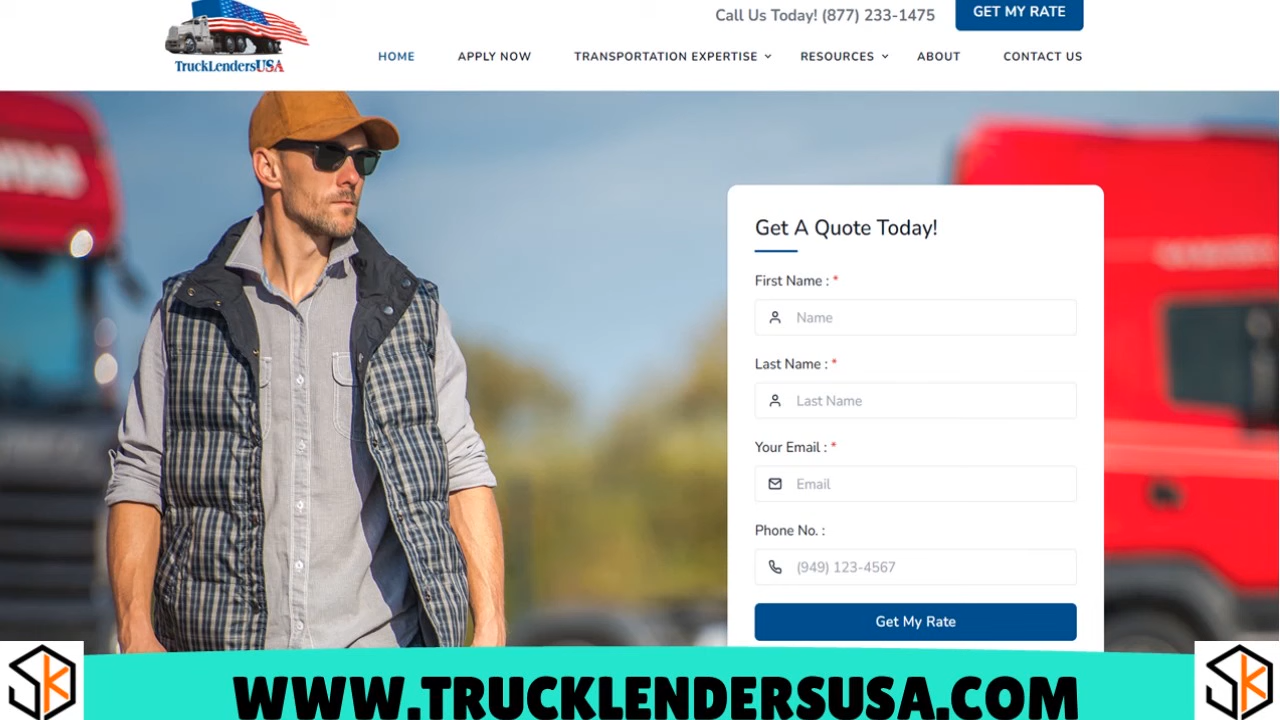 Call Us Today! (877) 233-1475
GET MY RATE
TruckLendersUSA
HOME
APPLY NOW
TRANSPORTATION EXPERTISE
RESOURCES
ABOUT
CONTACT US
Get A Quote Today!
First Name : *
Name
Last Name : *
Last Name
Your Email : *
Email
Phone No. :
(949) 123-4567
Get My Rate
SK
WWW.TRUCKLENDERSUSA.COM
SK